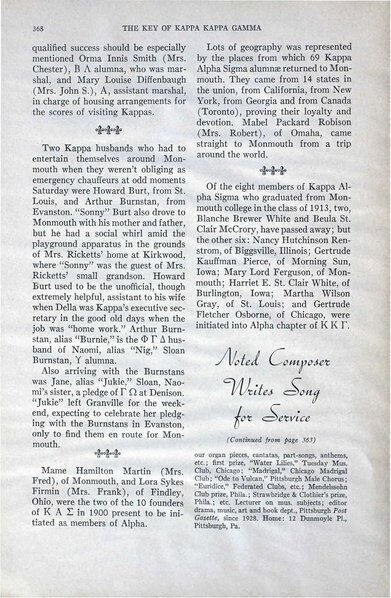 368
THE KEY OF KAPPA KAPPA GAMMA
qualified success should be especially
mentioned Orma Innis Smith (Mrs.
Chester), B Λ alumna, who was mar-
shal, and Mary Louise Diffenbaugh
(Mrs. John S.), A, assistant marshal,
in charge of housing arrangements for
the scores of visiting Kappas.
Two Kappa husbands who had to
entertain themselves around Mon-
mouth when they weren't obliging as
emergency chauffeurs at odd moments
Saturday were Howard Burt, from St.
Louis, and Arthur Bunstan, from
Evanston. "Sonny" Burt also drove to
Monmouth with his mother and father,
but he had a social whirl amid the
playground apparatus in the grounds
of Mrs. Ricketts' home at Kirkwood,
where "Sonny" was the guest of Mrs.
Ricketts' small grandson. Howard
Burt used to be the unofficial, though
extremely helpful, assistant to his wife
when Della was Kappa's executive sec-
retary in the good old days when the
job was "home work." Arthur Burn-
stan, alias "Burnie," is the Φ Γ Δ hus-
band of Naomi, alias "Nig," Sloan
Burnstan, Υ alumna.
Also arriving with the Burnstans
was Jane, alias "Jukie," Sloan, Nao-
mi's sister, a pledge of Γ Ω at Denison.
"Jukie" left Granville for the week-
end, expecting to celebrate her pledg-
ing with the Burnstans in Evanston,
only to find them en route for Mon-
mouth.
Mame Hamilton Martin (Mrs.
Fred), of Monmouth, and Lora Sykes
Firmin (Mrs. Frank), of Findley,
Ohio, were two of the 10 founders
of K A Σ in 1900 present to be ini-
tiated as members of Alpha.
Lots of geography was represented
by the places from which 69 Kappa
Alpha Sigma alumnæ returned to Mon-
mouth. They came from 14 states in
the union, from California, from New
York, from Georgia and from Canada
(Toronto), proving their loyalty and
devotion. Mabel Packard Robison
(Mrs. Robert), of Omaha, came
straight to Monmouth from a trip
around the world.
Of the eight members of Kappa Al-
pha Sigma who graduated from Mon-
mouth college in the class of 1913, two,
Blanche Brewer White and Beula St.
Clair McCrory, have passed away; but
the other six: Nancy Hutchinson Ren-
strom, of Biggsville, Illinois; Gertrude
Kauffman Pierce, of Morning Sun,
Iowa; Mary Lord Ferguson, of Mon-
mouth; Harriet E. St. Clair White, of
Burlington, Iowa; Martha Wilson
Gray, of St. Louis; and Gertrude
Fletcher Osborne, of Chicago, were
initiated into Alpha chapter of K K Γ.
Noted Composer
Writes Song
for Service
(Continued from page 363)
our organ pieces, cantatas, part-songs, anthems,
etc.; first prize, "Water Lilies," Tuesday Mus.
Club, Chicago; "Madrigal," Chicago Madrigal
Club; "Ode to Vulcan," Pittsburgh Male Chorus;
"Euridice," Federated Clubs, etc.; Mendelssohn
Club prize, Phila.; Strawbridge & Clothier's prize,
Phila.; etc. Lecturer on mus. subjects; editor
drama, music, art and book dept., Pittsburg Post
Gazette, since 1928. Home: 12 Dunmoyle Pl.,
Pittsburgh, Pa.